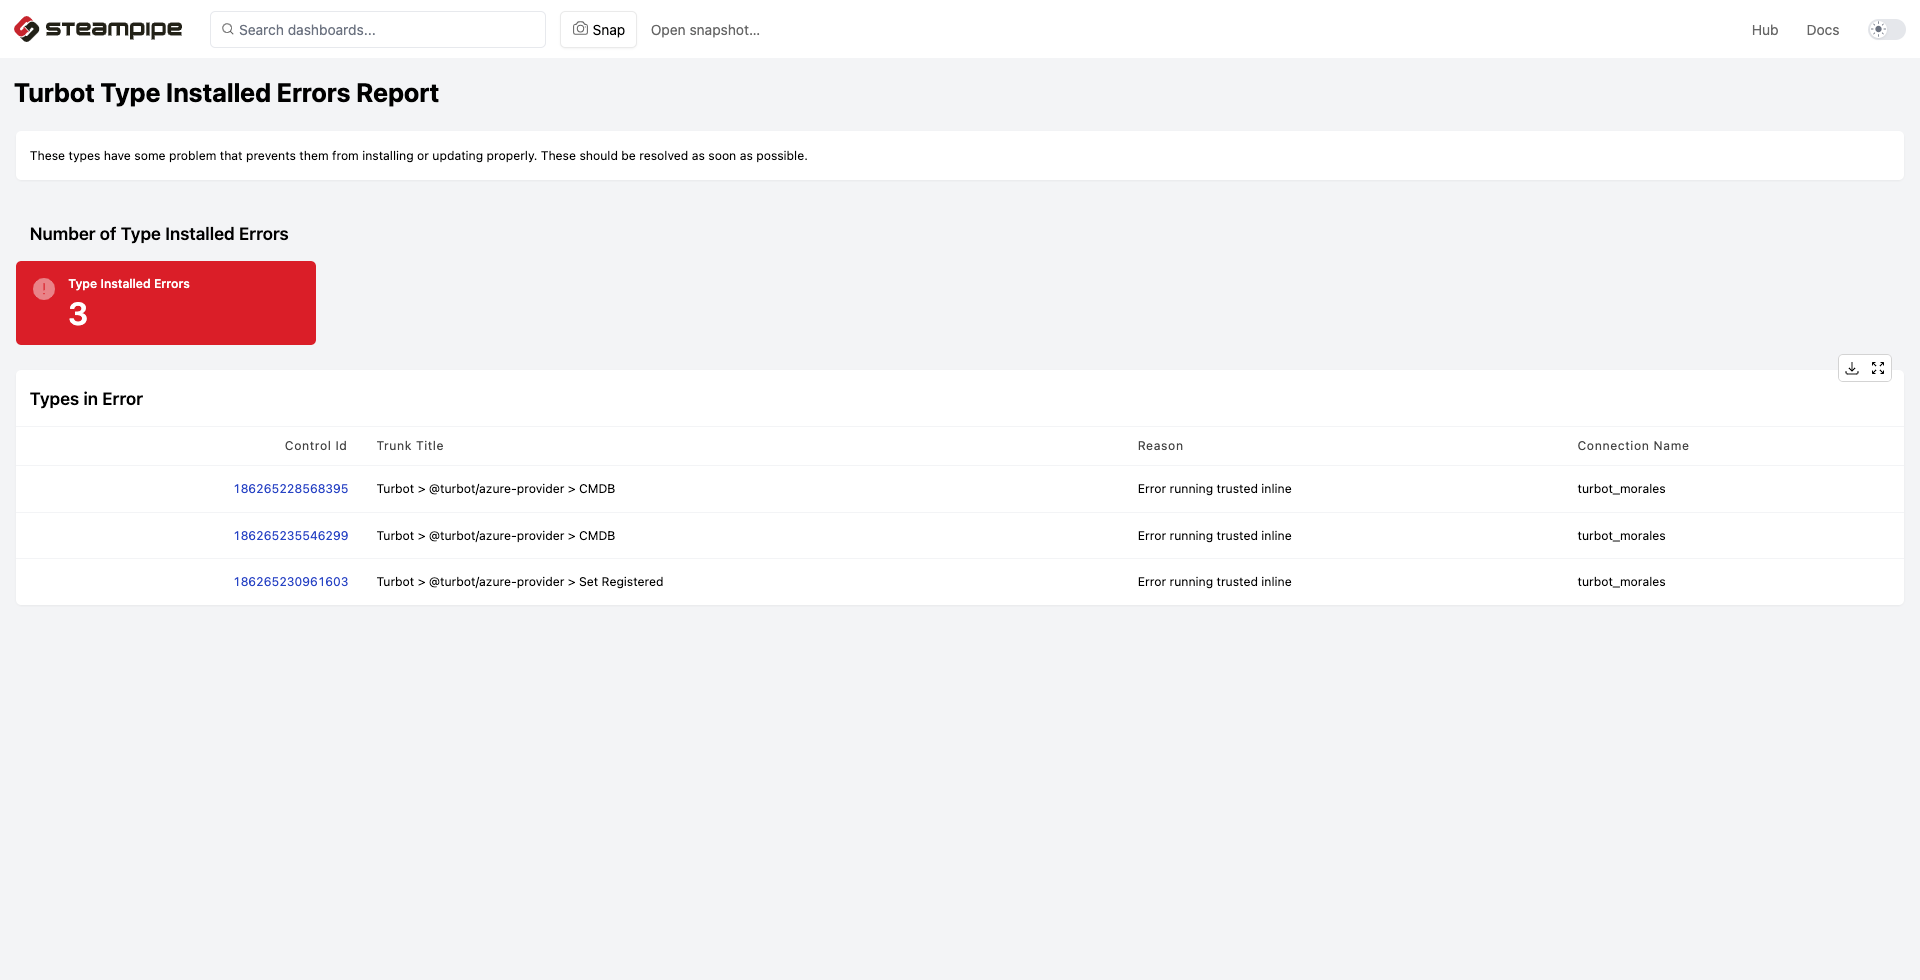 steampipe
Search dashboards...
Snap
Open snapshot...
Hub
Docs
Turbot Type Installed Errors Report
These types have some problem that prevents them from installing or updating properly. These should be resolved as soon as possible.
Number of Type Installed Errors
Type Installed Errors
3
Types in Error
Control Id Trunk Title Reason Connection Name
186265228568395 Turbot > @turbot/azure-provider > CMDB Error running trusted inline turbot_morales
186265235546299 Turbot > @turbot/azure-provider > CMDB Error running trusted inline turbot_morales
186265230961603 Turbot > @turbot/azure-provider > Set Registered Error running trusted inline turbot_morales